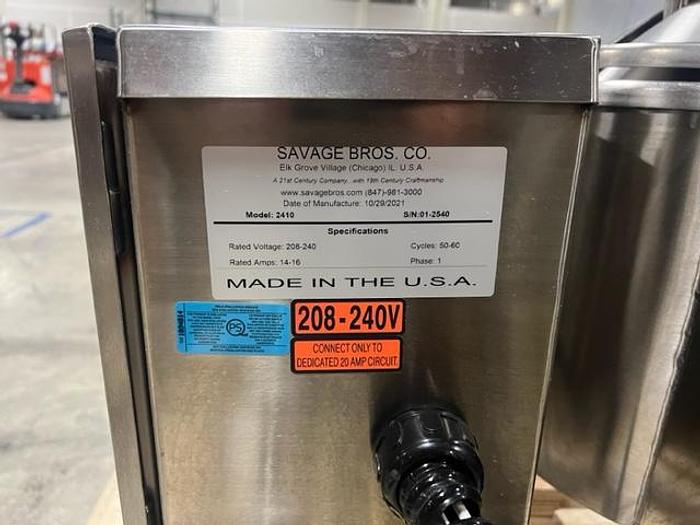 SAVAGE BROS. CO.
Elk Grove Village (Chicago) IL. U.S.A.
A 21st Century Company...with 19th Century Craftmanship
www.savagebros.com (847)-981-3000
Date of Manufacture: 10/29/2021
Model: 2410 S/N:01-2540
Specifications
Rated Voltage: 208-240 Cycles: 50-60
Rated Amps: 14-16 Phase: 1
MADE IN THE U.S.A.
PS
208-240V
CONNECT ONLY TO
DEDICATED 20 AMP CIRCUIT